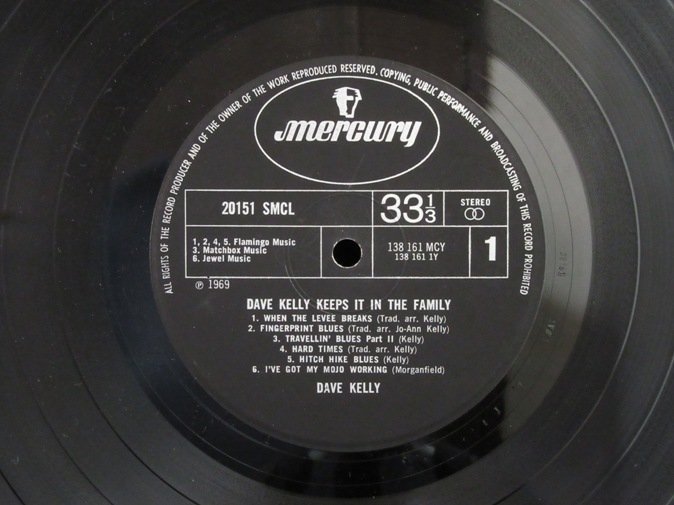 ALL RIGHTS OF THE RECORD PRODUCER AND OF THE OWNER OF THE WORK REPRODUCED RESERVED. COPYING, PUBLIC PERFORMANCE AND BROADCASTING OF THIS RECORD PROHIBITED
mercury
20151 SMCL
33⅓
STEREO
1, 2, 4, 5. Flamingo Music
3. Matchbox Music
6. Jewel Music
138 161 MCY
138 161 1Y
1
℗ 1969
DAVE KELLY KEEPS IT IN THE FAMILY
1. WHEN THE LEVEE BREAKS (Trad. arr. Kelly)
2. FINGERPRINT BLUES (Trad. arr. Jo-Ann Kelly)
3. TRAVELLIN' BLUES Part II (Kelly)
4. HARD TIMES (Trad. arr. Kelly)
5. HITCH HIKE BLUES (Kelly)
6. I'VE GOT MY MOJO WORKING (Morganfield)
DAVE KELLY